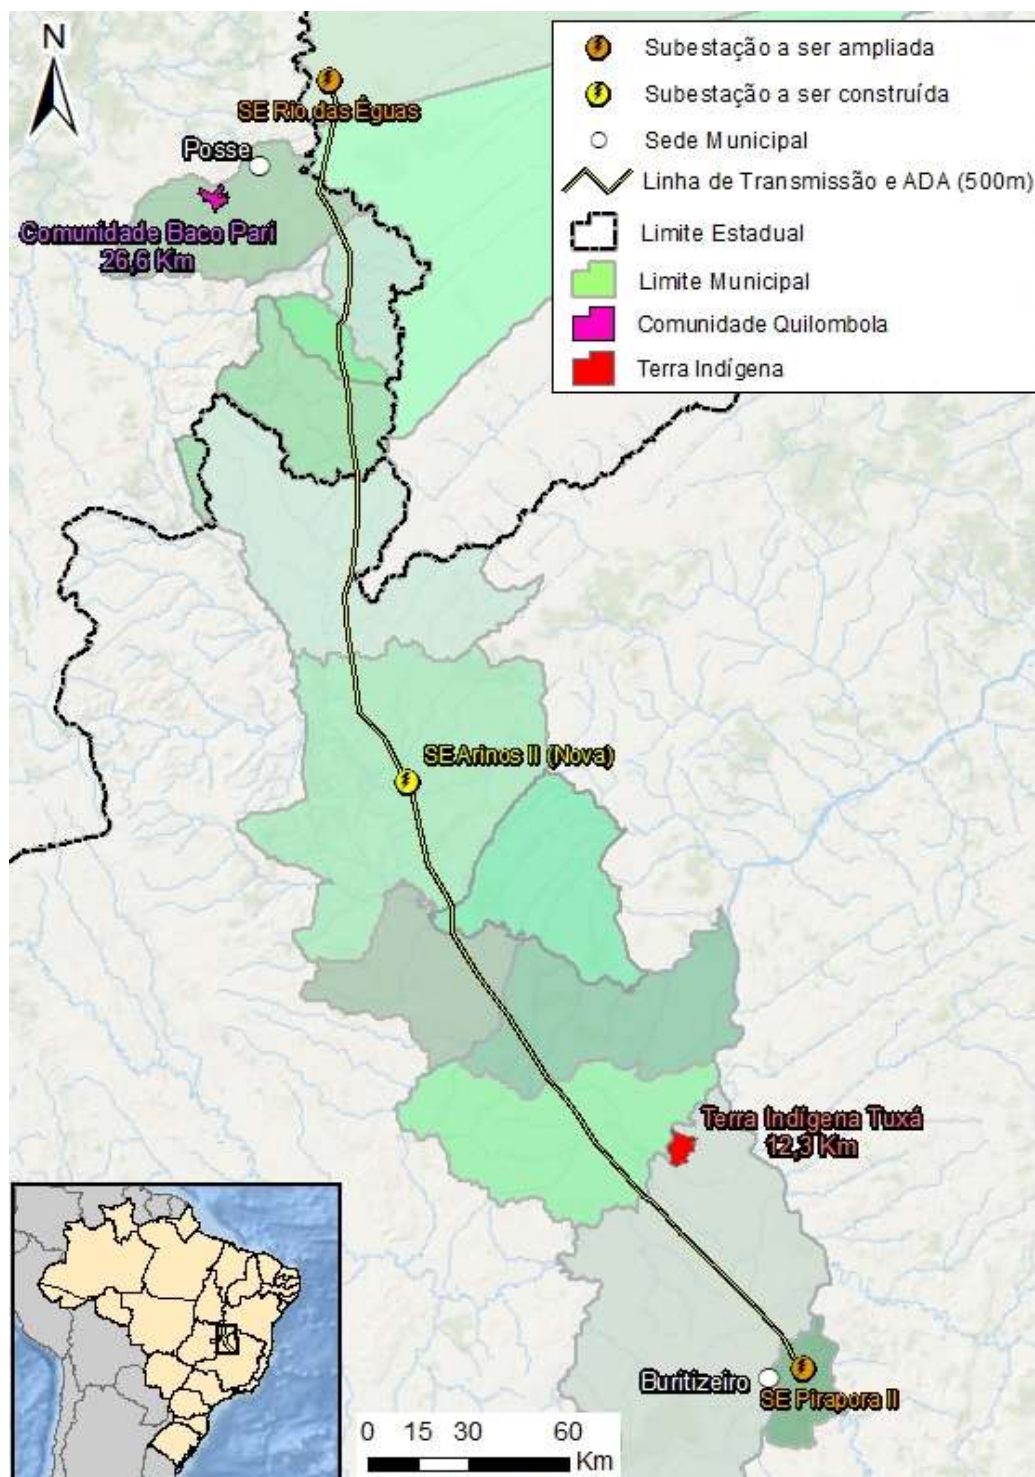 N
Subestação a ser ampliada
Subestação a ser construída
Sede Municipal
Linha de Transmissão e ADA (500m)
Limite Estadual
Limite Municipal
Comunidade Quilombola
Terra Indígena
SE Rio das Éguas
Posse
Comunidade Baco Pari
26,6 Km
SE Arinos II (Nova)
Terra Indígena Tuxá
12,3 Km
Buritizeiro
SE Pirapora II
0 15 30 60
Km